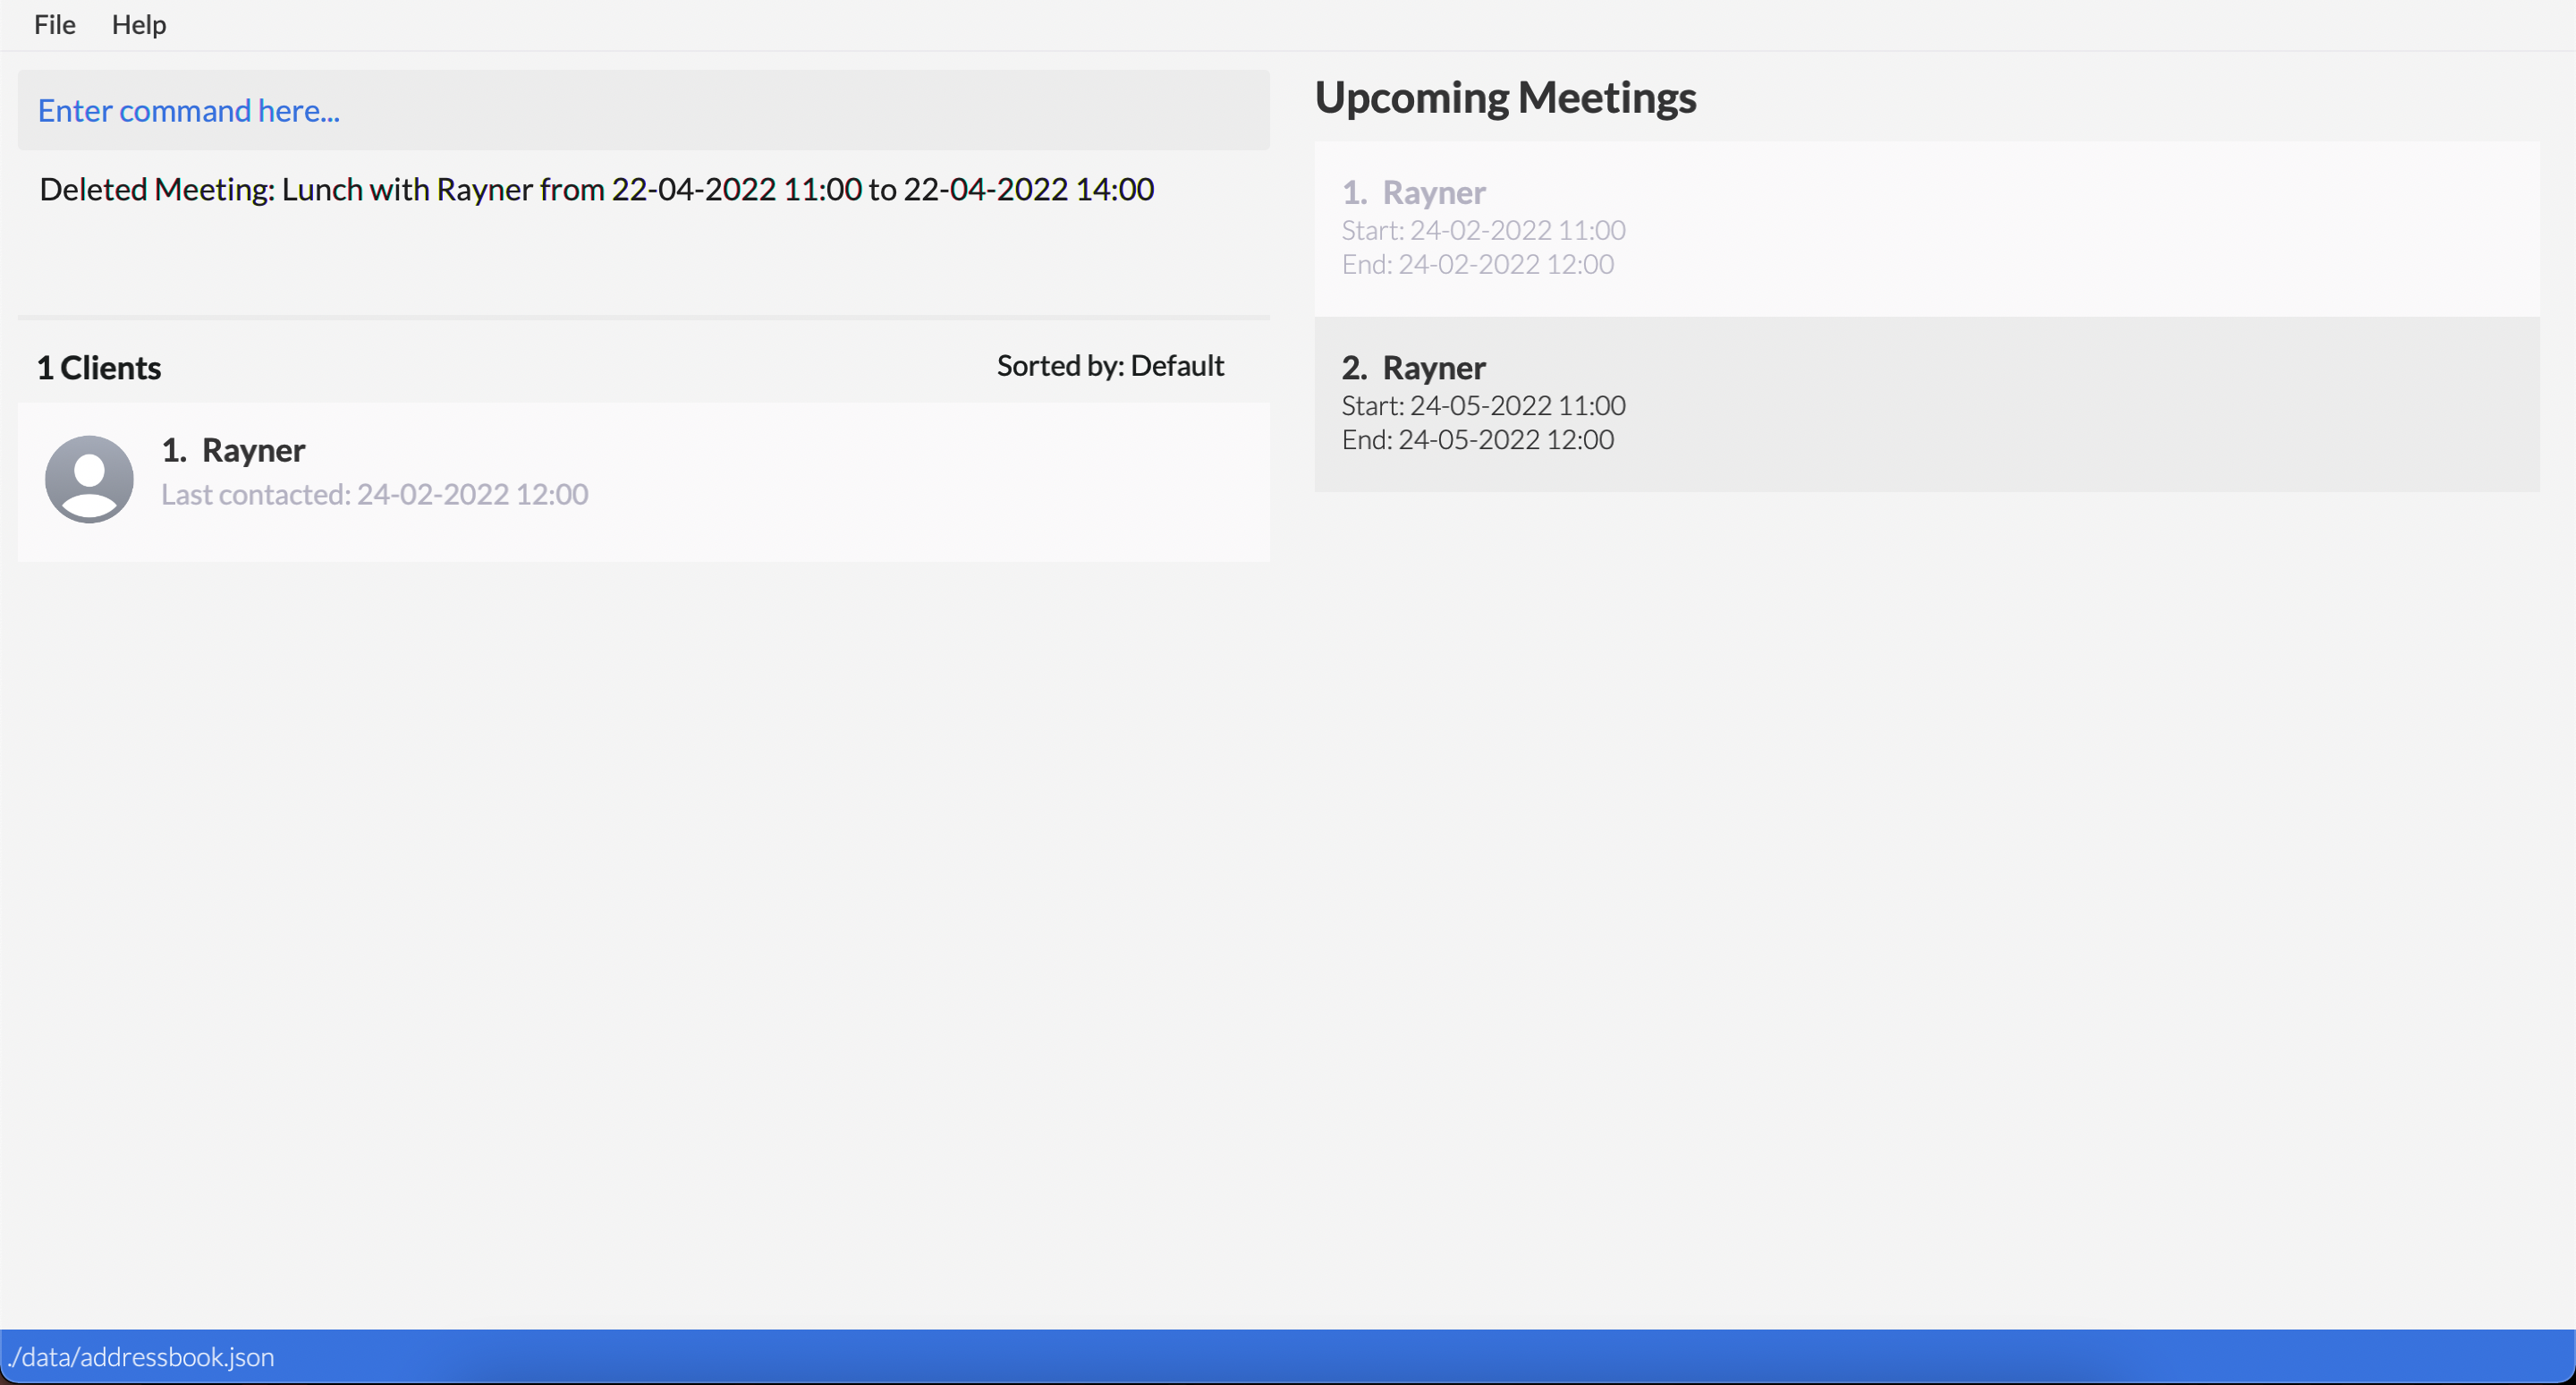 File Help
Enter command here...
Deleted Meeting: Lunch with Rayner from 22-04-2022 11:00 to 22-04-2022 14:00
1 Clients
Sorted by: Default
1. Rayner
Last contacted: 24-02-2022 12:00
Upcoming Meetings
1. Rayner
Start: 24-02-2022 11:00
End: 24-02-2022 12:00
2. Rayner
Start: 24-05-2022 11:00
End: 24-05-2022 12:00
./data/addressbook.json